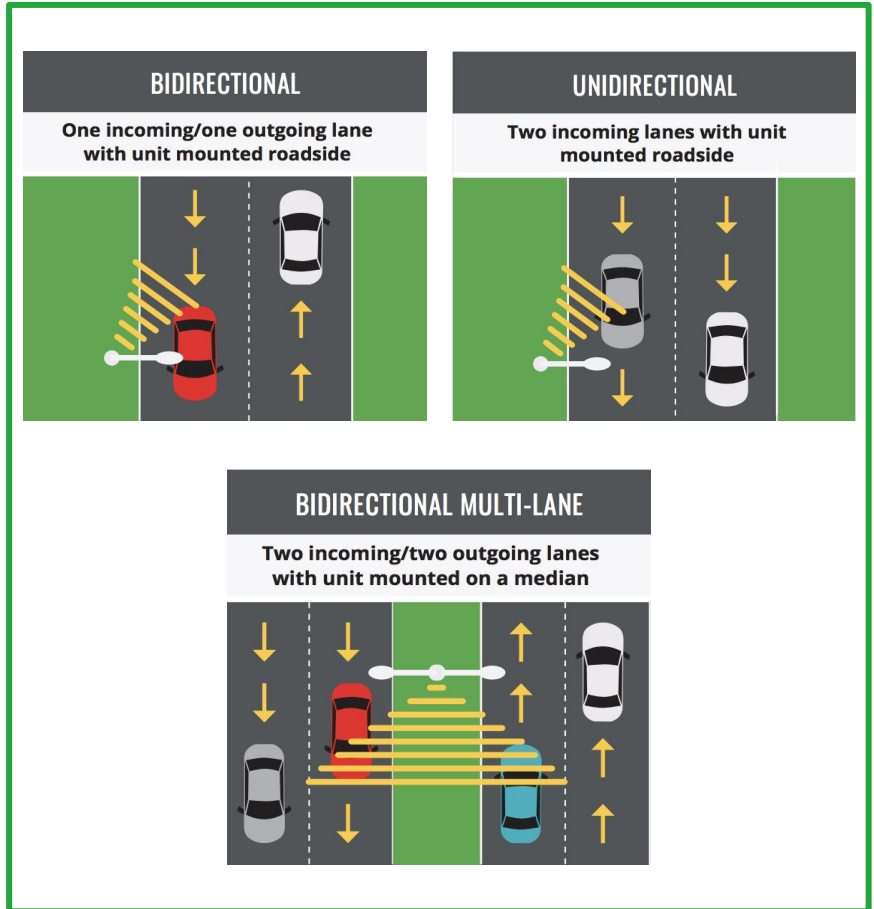 BIDIRECTIONAL
One incoming/one outgoing lane
with unit mounted roadside
UNIDIRECTIONAL
Two incoming lanes with unit
mounted roadside
BIDIRECTIONAL MULTI-LANE
Two incoming/two outgoing lanes
with unit mounted on a median